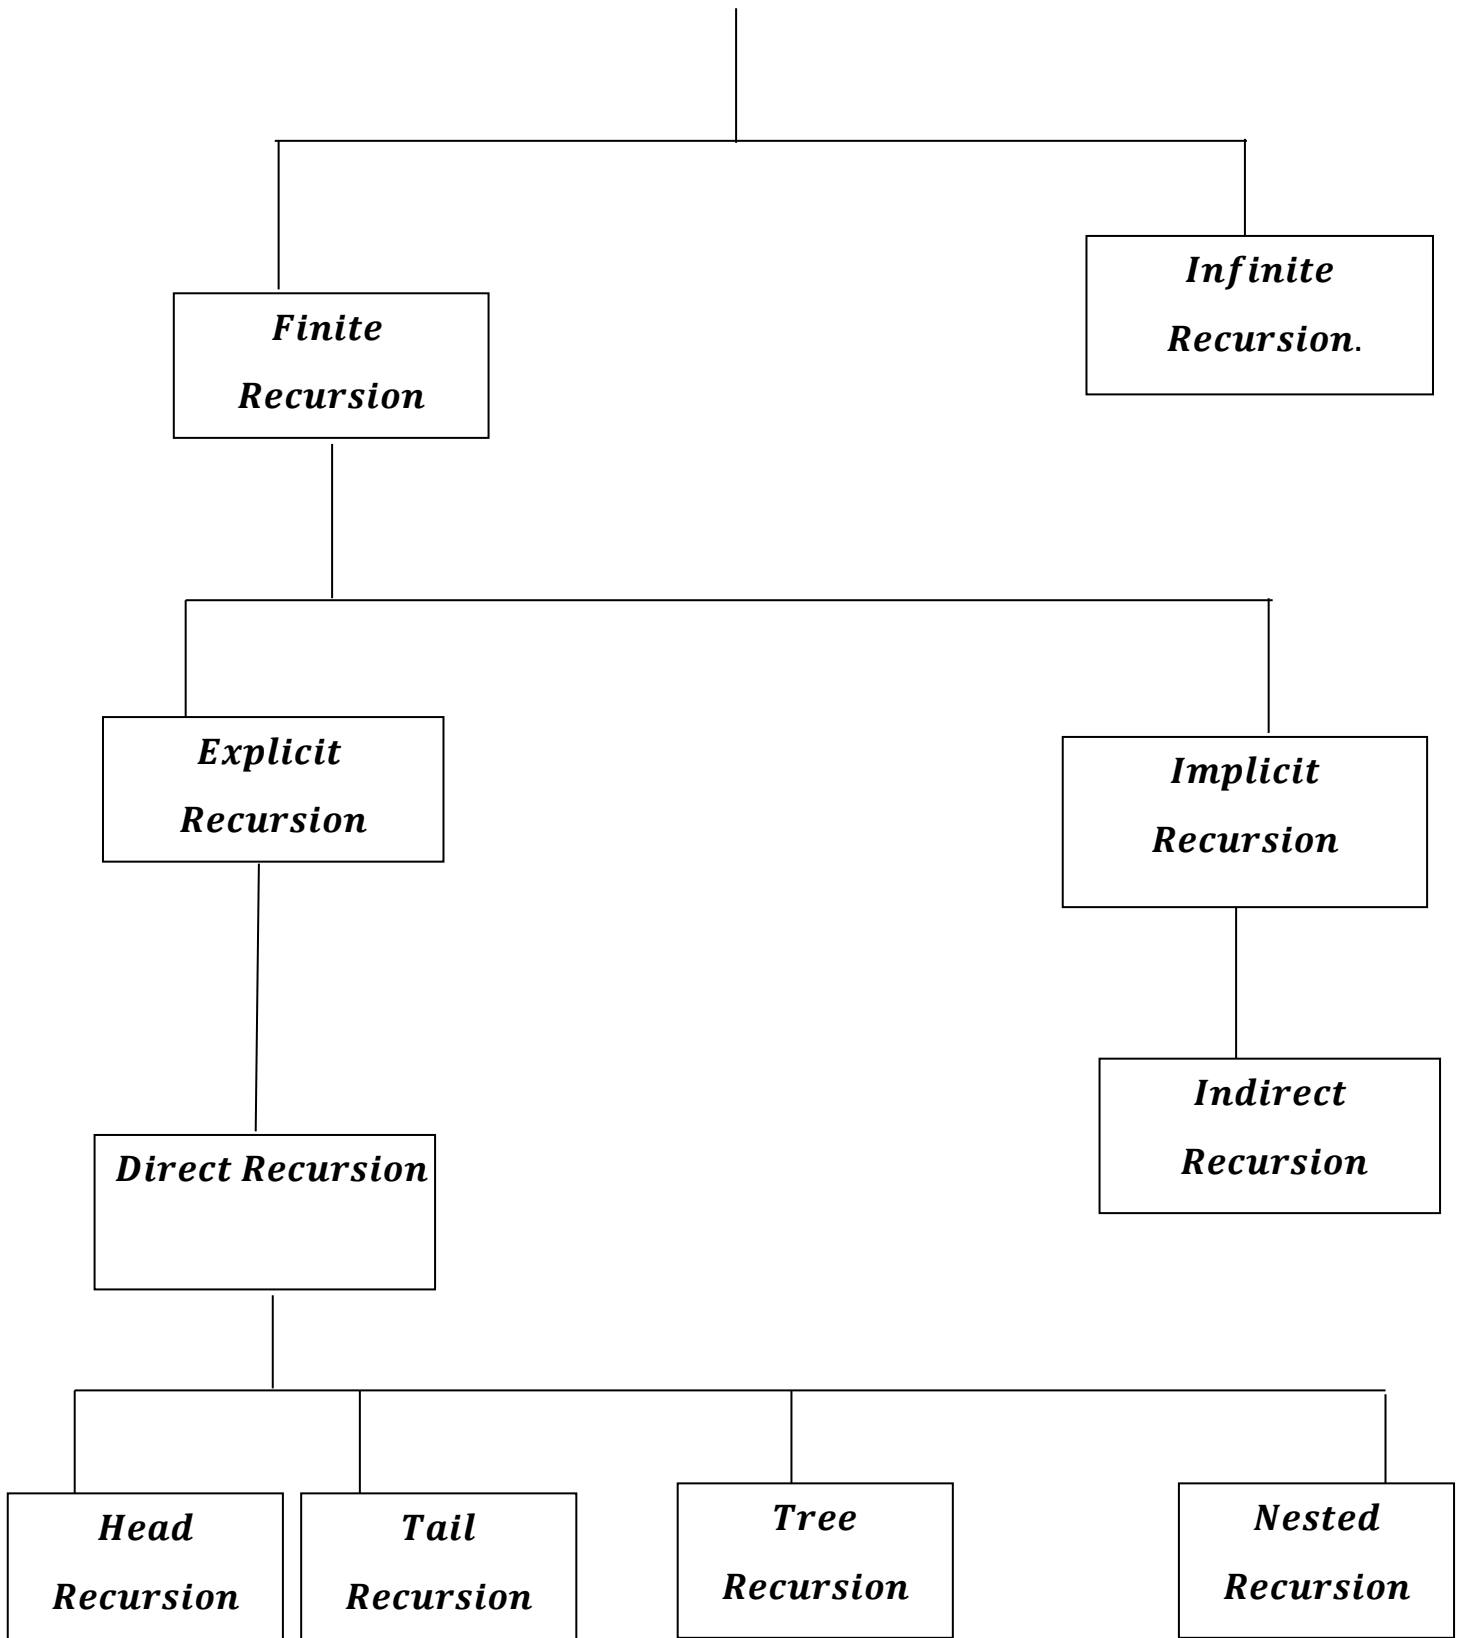 Infinite
Recursion.
Finite
Recursion
Explicit
Recursion
Implicit
Recursion
Indirect
Recursion
Direct Recursion
Head
Recursion
Tail
Recursion
Tree
Recursion
Nested
Recursion